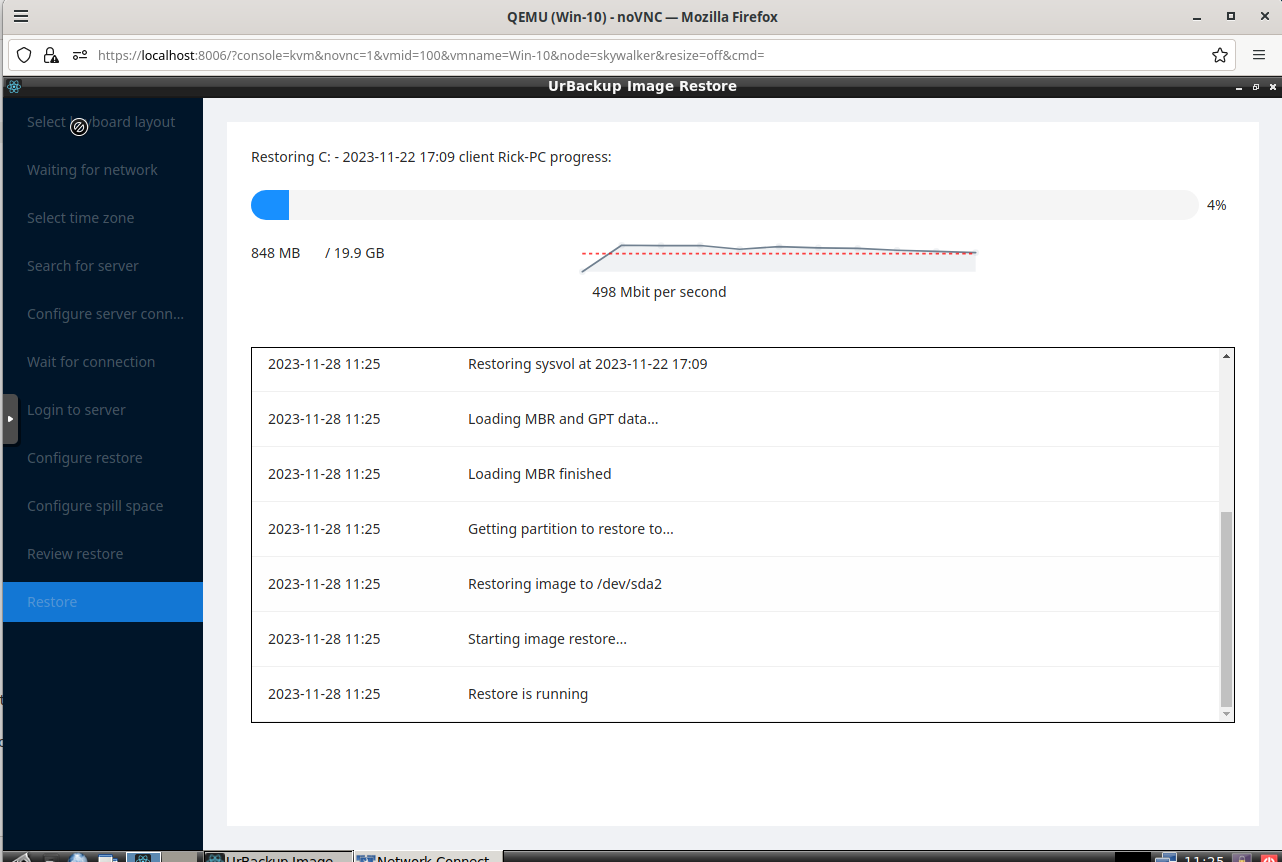 QEMU (Win-10) - noVNC — Mozilla Firefox
https://localhost:8006/?console=kvm&novnc=1&vmid=100&vmname=Win-10&node=skywalker&resize=off&cmd=
UrBackup Image Restore
Select keyboard layout
Waiting for network
Select time zone
Search for server
Configure server conn...
Wait for connection
Login to server
Configure restore
Configure spill space
Review restore
Restore
Restoring C: - 2023-11-22 17:09 client Rick-PC progress:
4%
848 MB / 19.9 GB
498 Mbit per second
2023-11-28 11:25 Restoring sysvol at 2023-11-22 17:09
2023-11-28 11:25 Loading MBR and GPT data...
2023-11-28 11:25 Loading MBR finished
2023-11-28 11:25 Getting partition to restore to...
2023-11-28 11:25 Restoring image to /dev/sda2
2023-11-28 11:25 Starting image restore...
2023-11-28 11:25 Restore is running
UrBackup Image
Network Connect
11:25